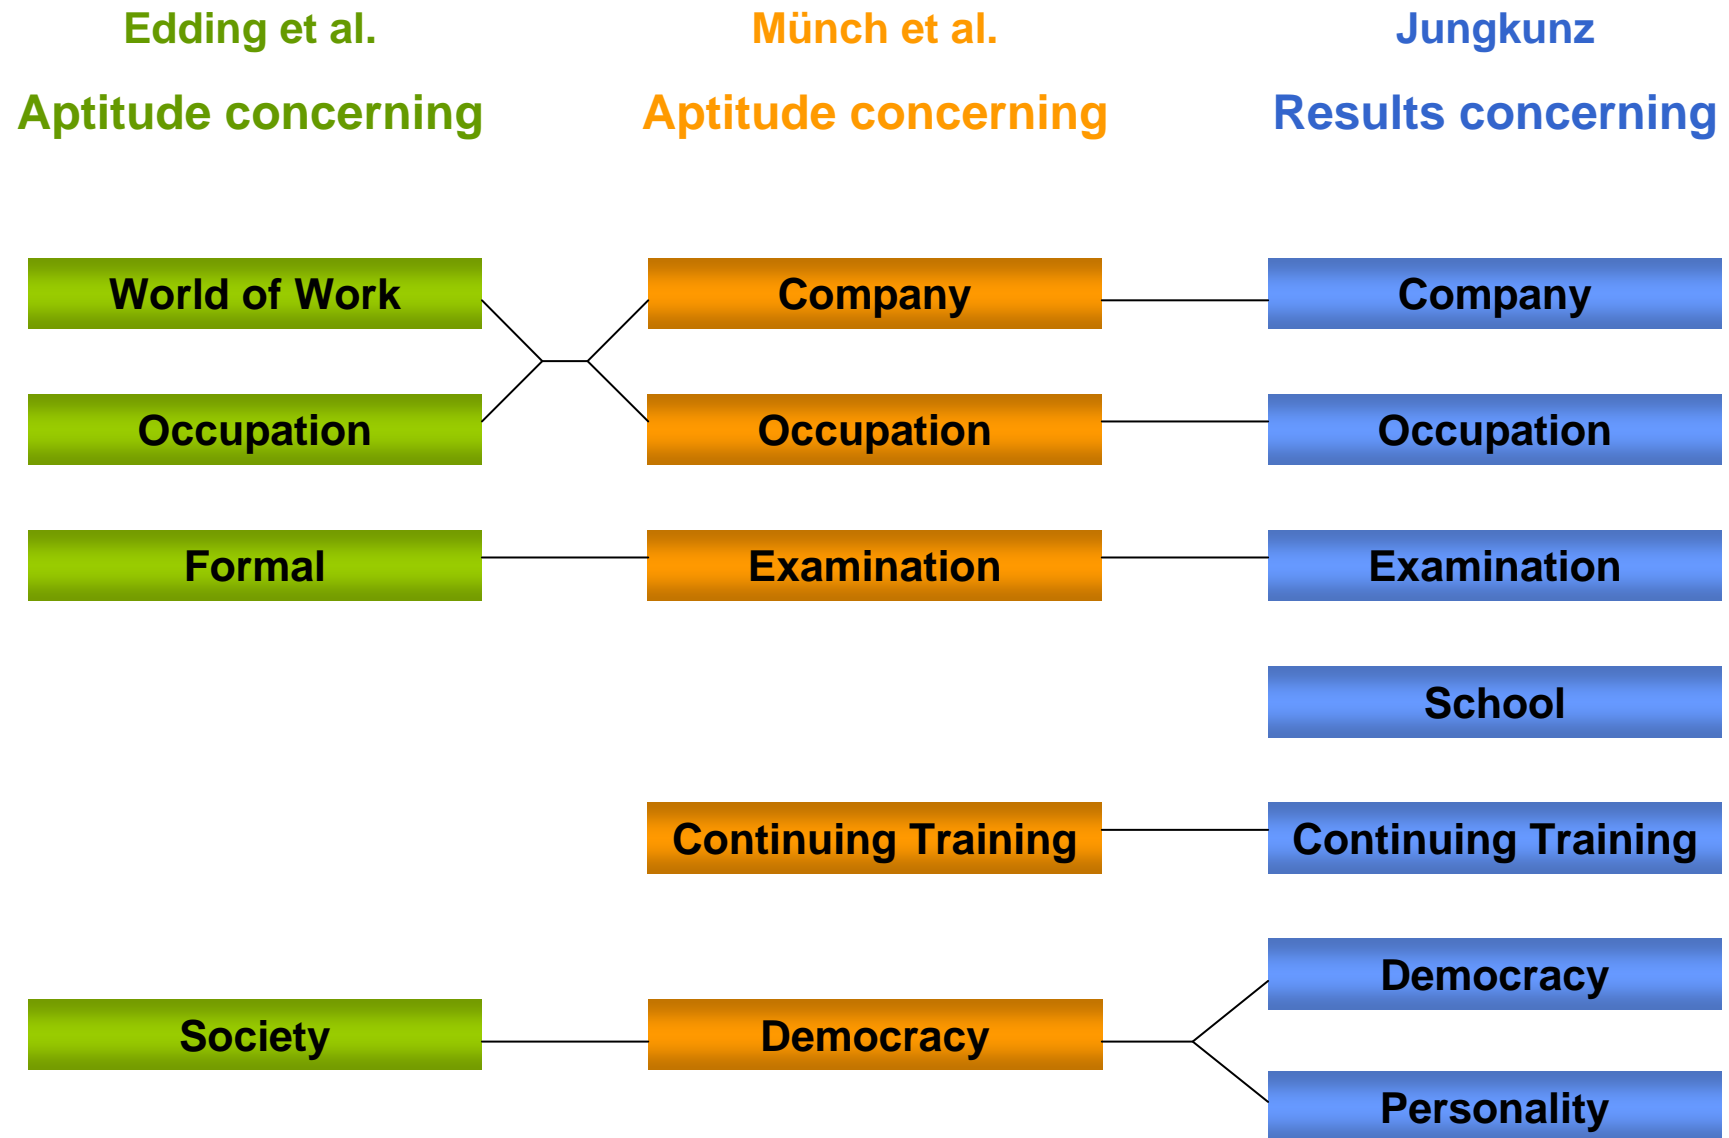 Edding et al.
Münch et al.
Jungkunz
Aptitude concerning
Aptitude concerning
Results concerning
World of Work
Company
Company
Occupation
Occupation
Occupation
Formal
Examination
Examination
School
Continuing Training
Continuing Training
Democracy
Society
Democracy
Personality